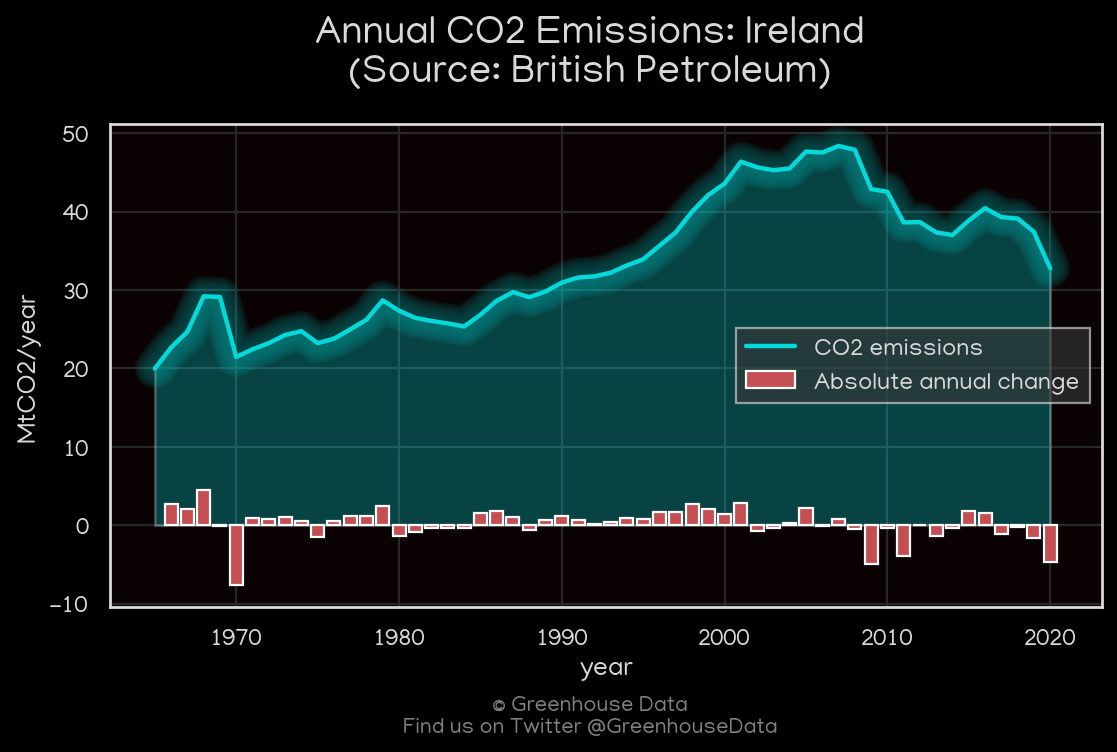 Annual CO2 Emissions: Ireland
(Source: British Petroleum)
MtCO2/year
50
40
30
20
10
0
−10
CO2 emissions
Absolute annual change
1970
1980
1990
2000
2010
2020
year
© Greenhouse Data
Find us on Twitter @GreenhouseData